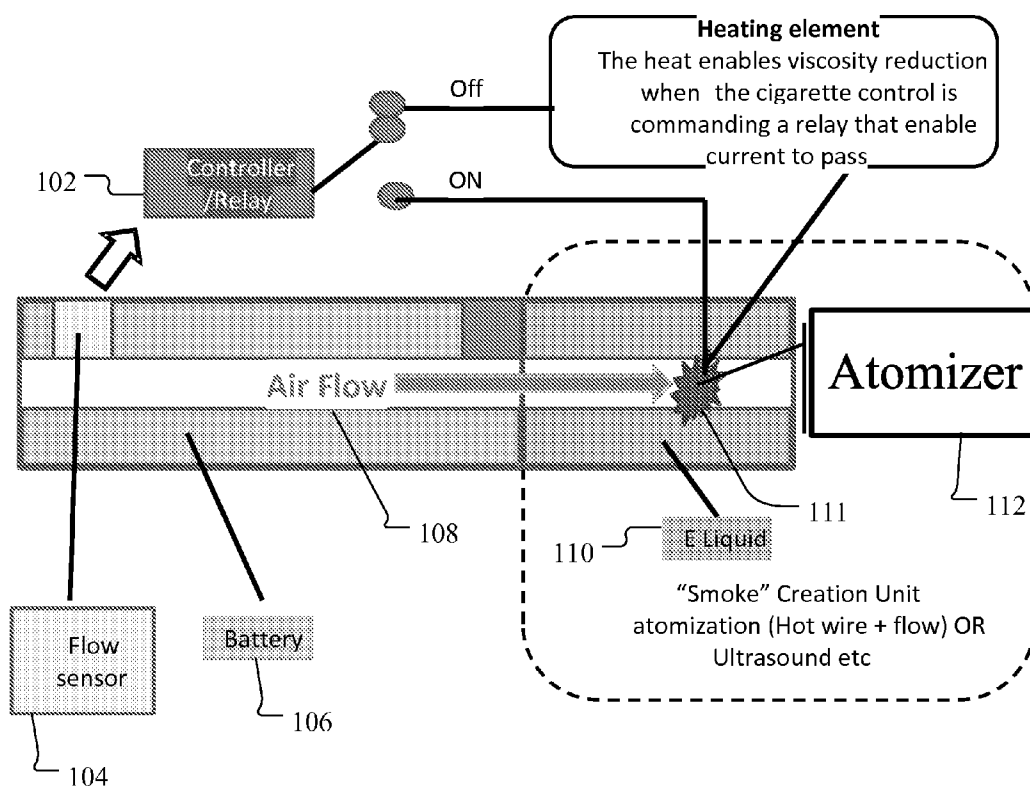 Heating element
The heat enables viscosity reduction
when the cigarette control is
commanding a relay that enable
current to pass
Off
Controller
/Relay
102
ON
Air Flow
Atomizer
108
111
112
110
E Liquid
"Smoke" Creation Unit
atomization (Hot wire + flow) OR
Ultrasound etc
Flow
sensor
Battery
106
104